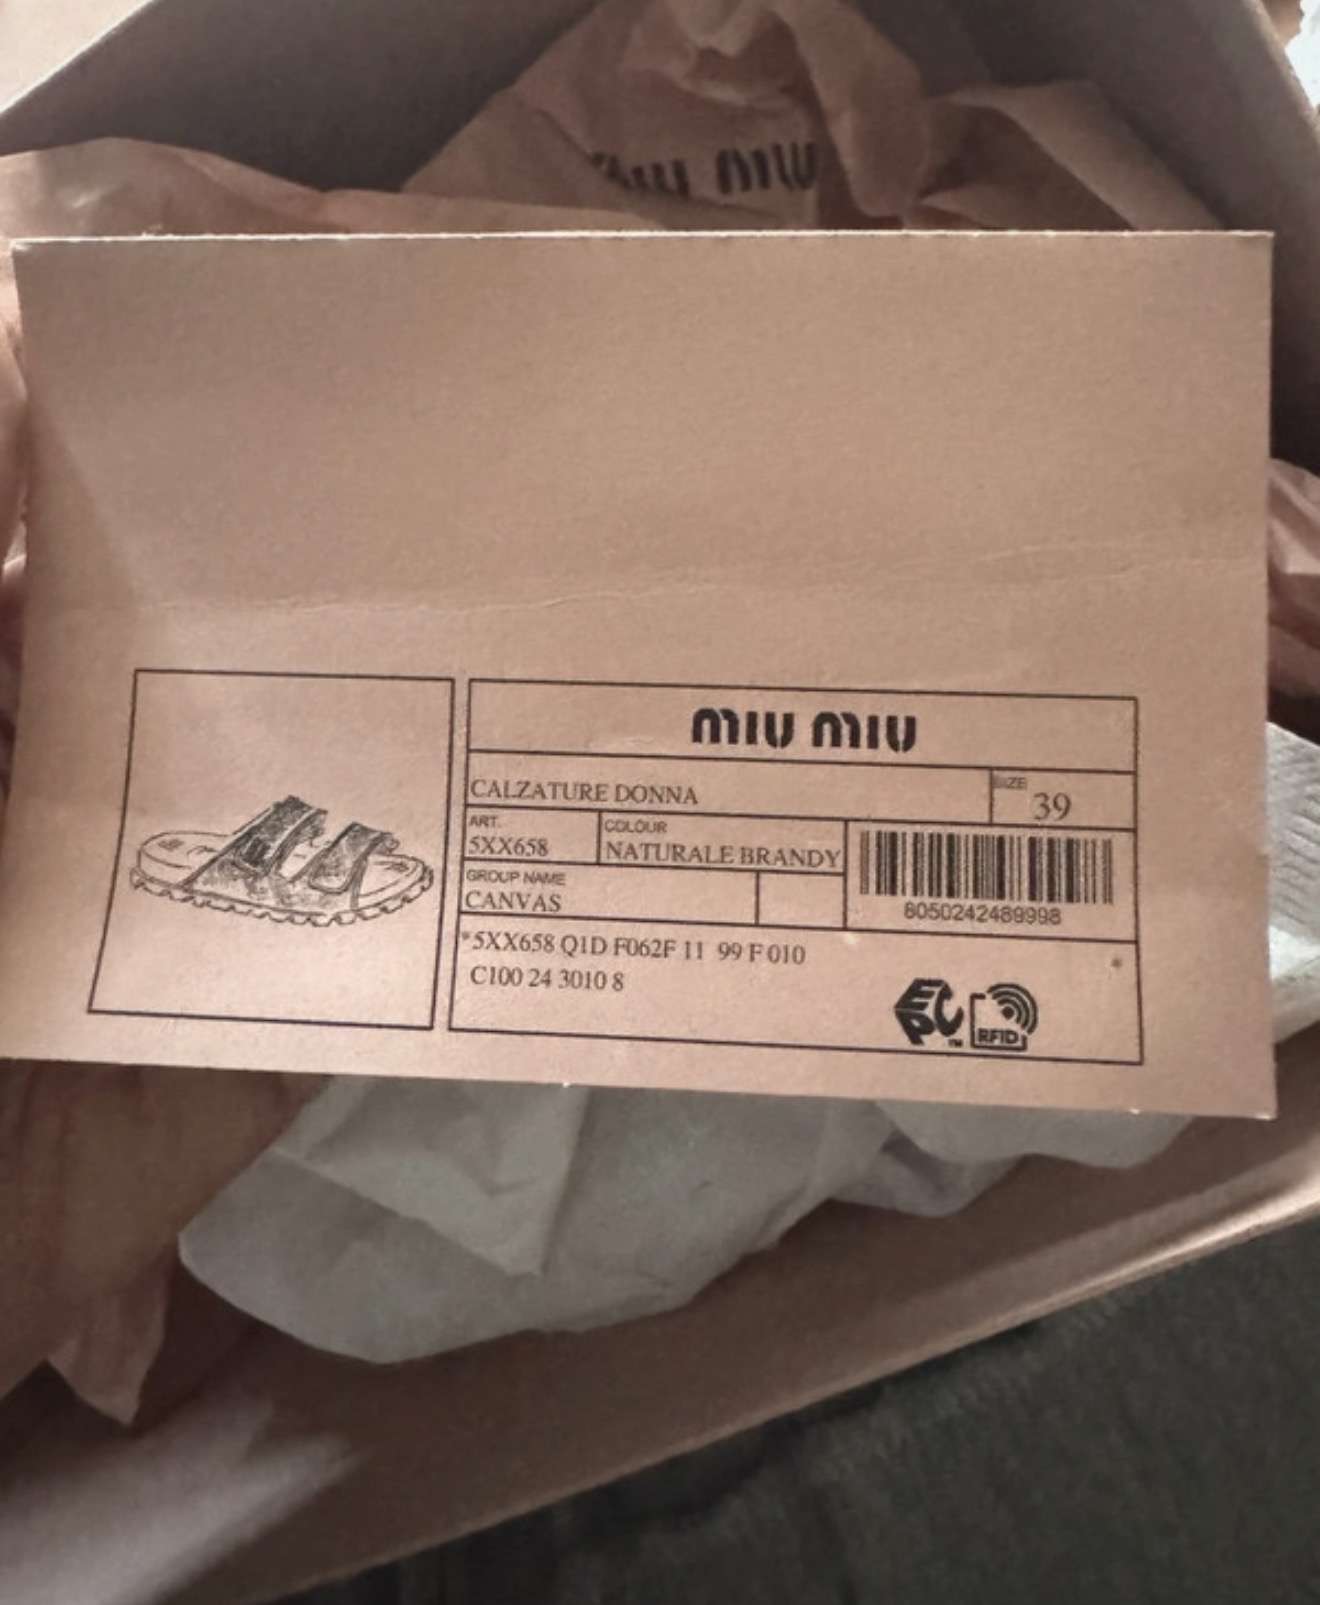 MIU MIU
MIU MIU
CALZATURE DONNA
SIZE
39
ART.
5XX658
COLOUR
NATURALE BRANDY
GROUP NAME
CANVAS
8050242489998
*5XX658 Q1D F062F 11 99 F 010 *
C100 24 3010 8
EPC™ RFID